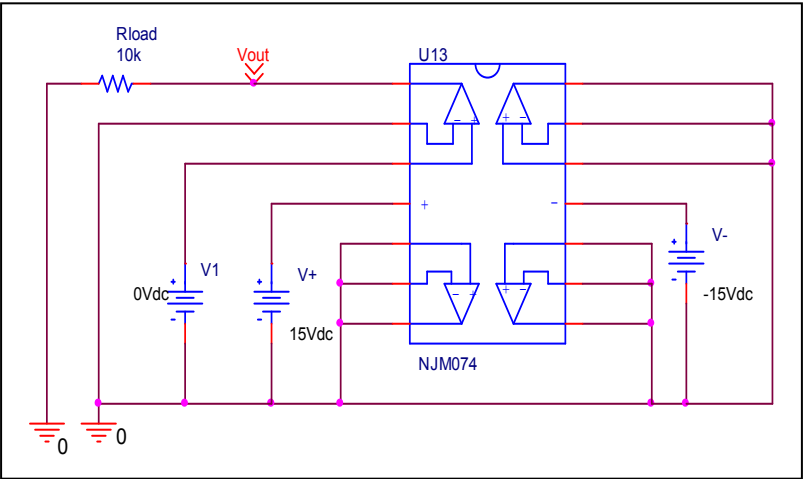 Rload
10k
Vout
U13
- +
+ -
+
-
V-
+
-
-15Vdc
V1
+
0Vdc
-
V+
+
15Vdc
-
- +
+ -
NJM074
0
0